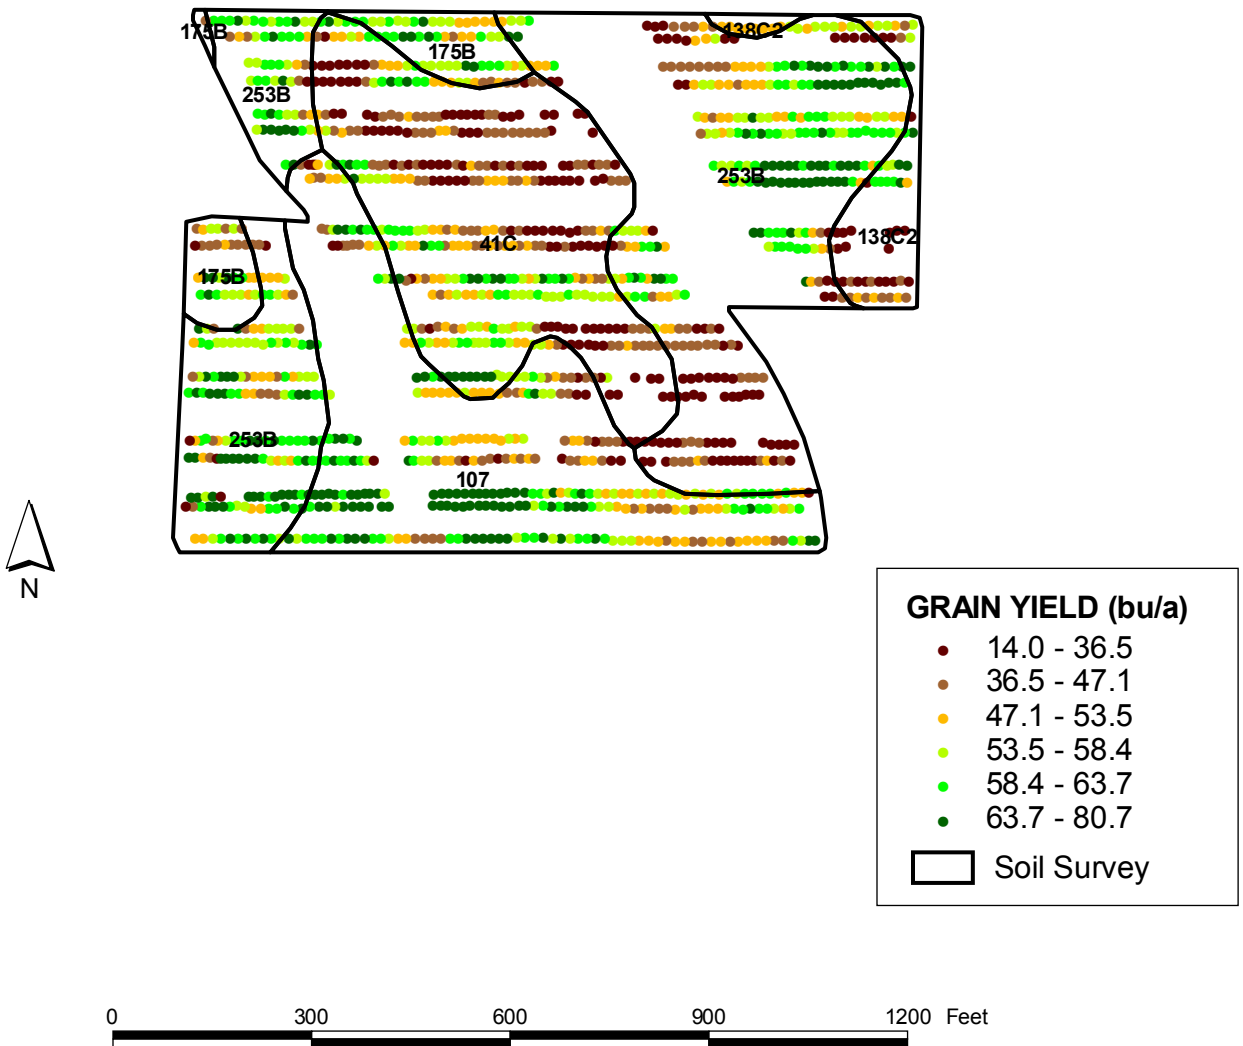 175B
138C2
175B
253B
253B
138C2
41C
175B
253B
107
N
GRAIN YIELD (bu/a)
14.0 - 36.5
36.5 - 47.1
47.1 - 53.5
53.5 - 58.4
58.4 - 63.7
63.7 - 80.7
Soil Survey
0 300 600 900 1200 Feet